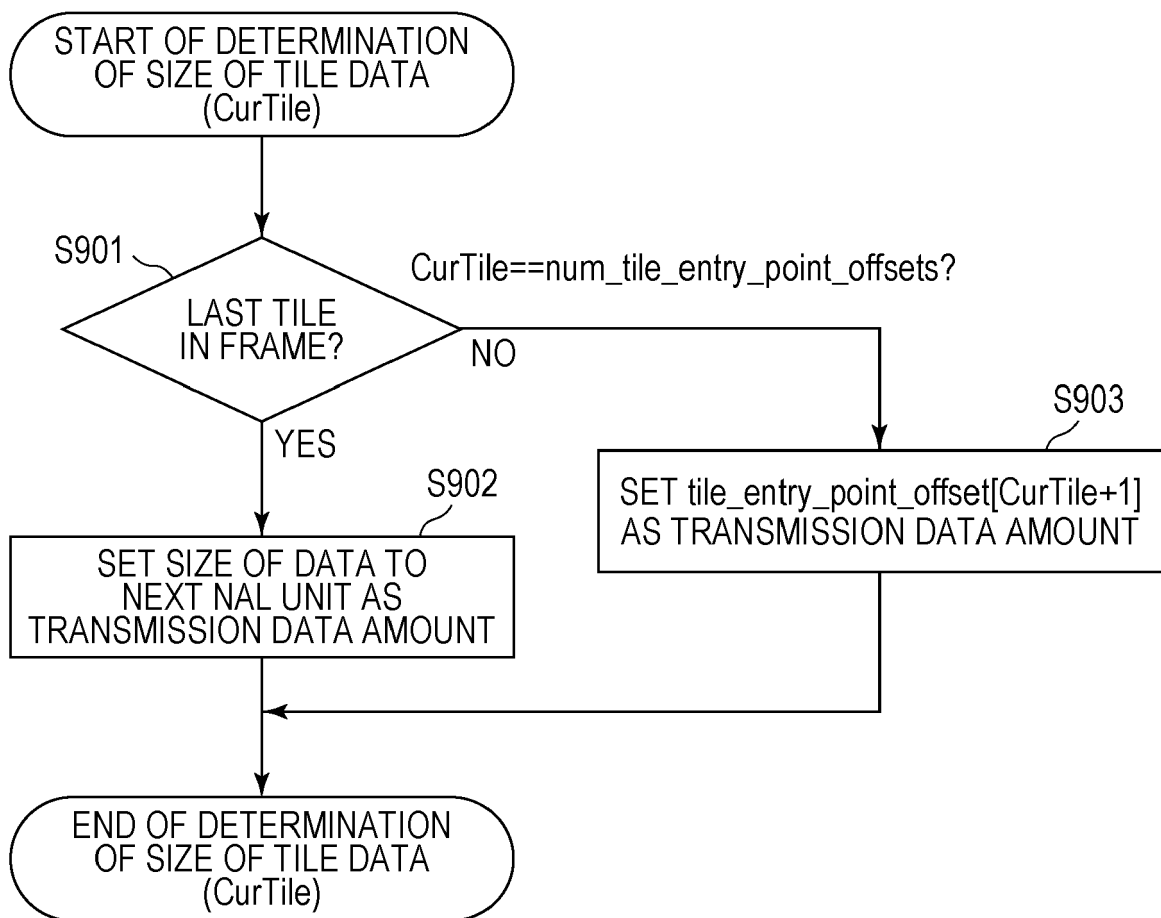 START OF DETERMINATION
OF SIZE OF TILE DATA
(CurTile)
S901
CurTile==num_tile_entry_point_offsets?
LAST TILE
IN FRAME?
NO
YES
S903
SET tile_entry_point_offset[CurTile+1]
AS TRANSMISSION DATA AMOUNT
S902
SET SIZE OF DATA TO
NEXT NAL UNIT AS
TRANSMISSION DATA AMOUNT
END OF DETERMINATION
OF SIZE OF TILE DATA
(CurTile)